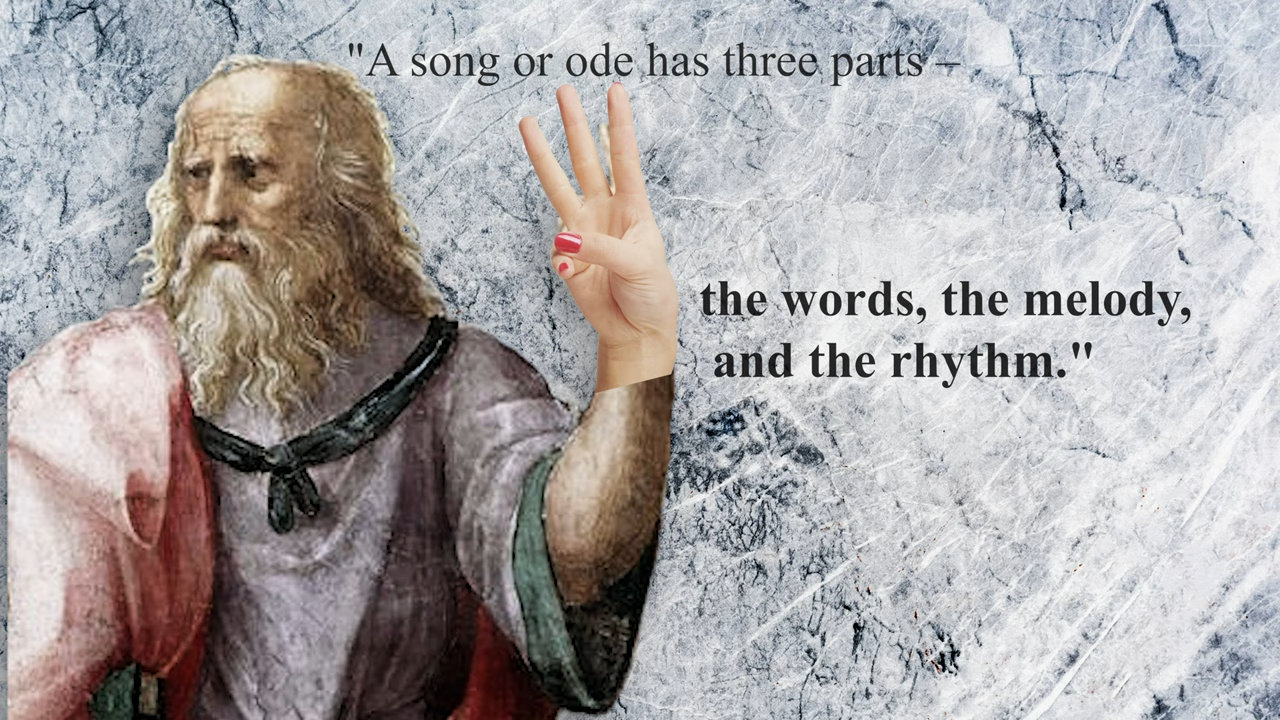 "A song or ode has three parts –
the words, the melody,
and the rhythm."